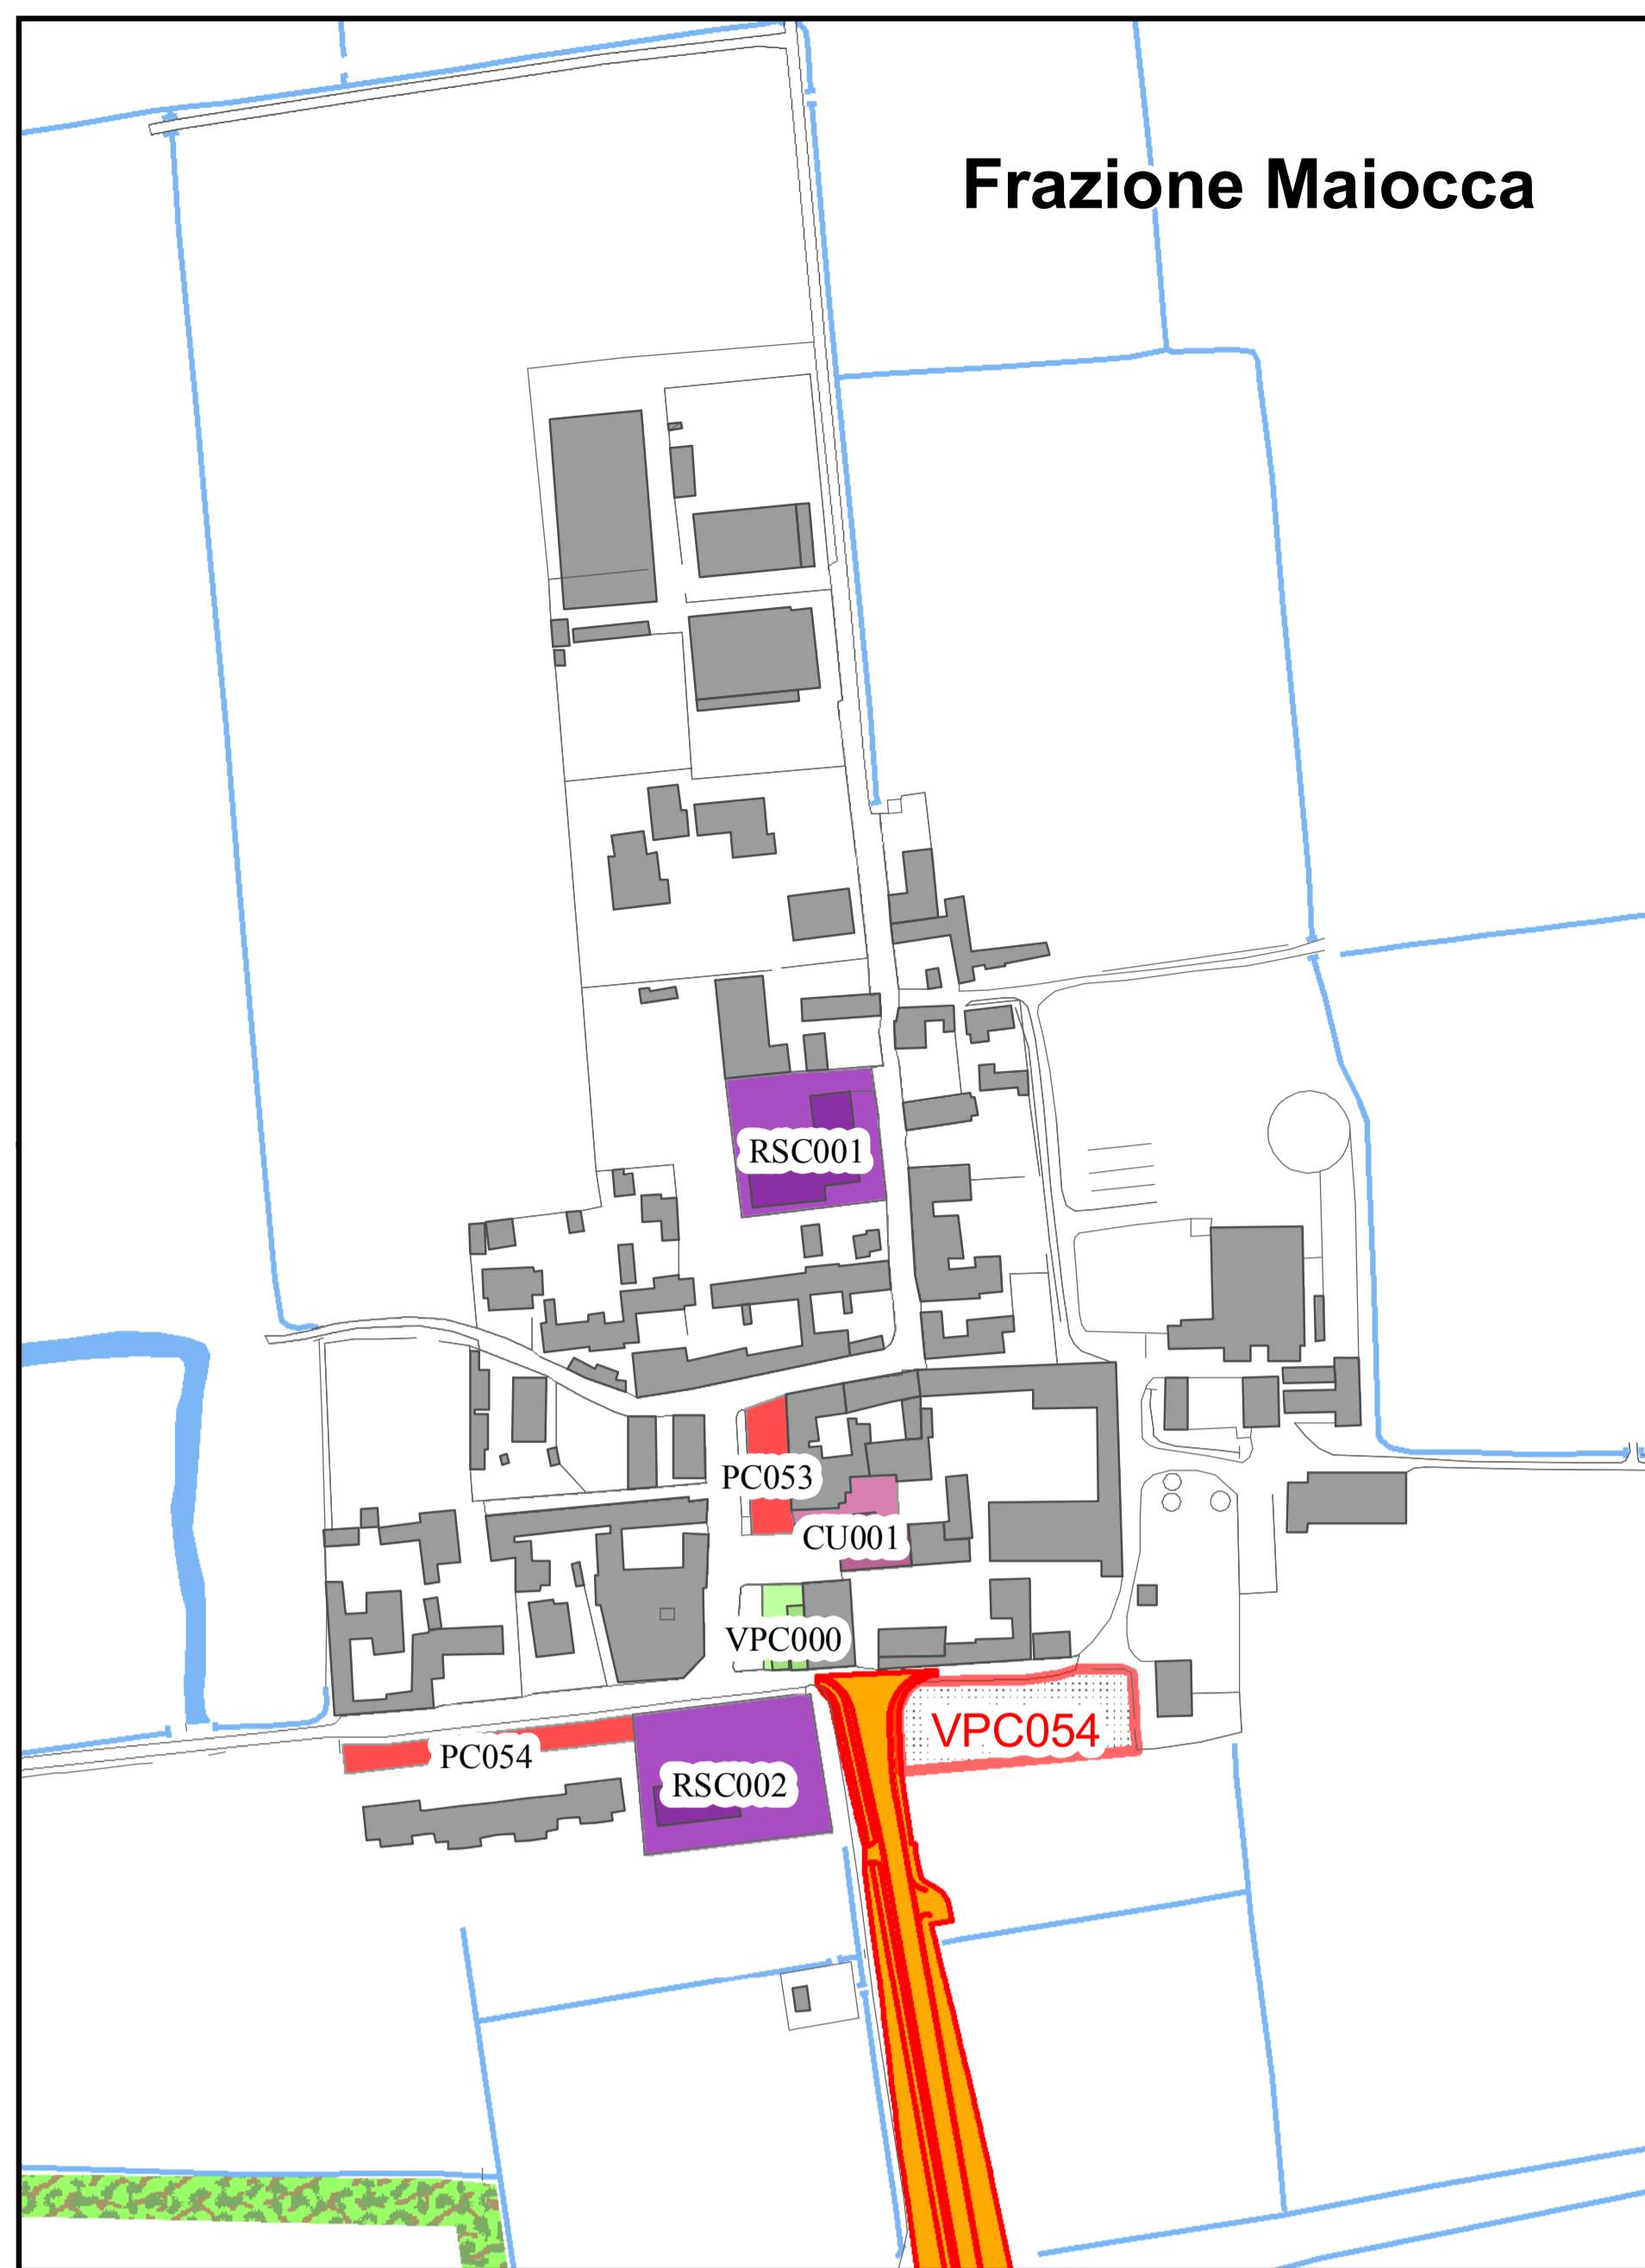 Frazione Maiocca
RSC001
PC053
CU001
VPC000
VPC054
PC054
RSC002